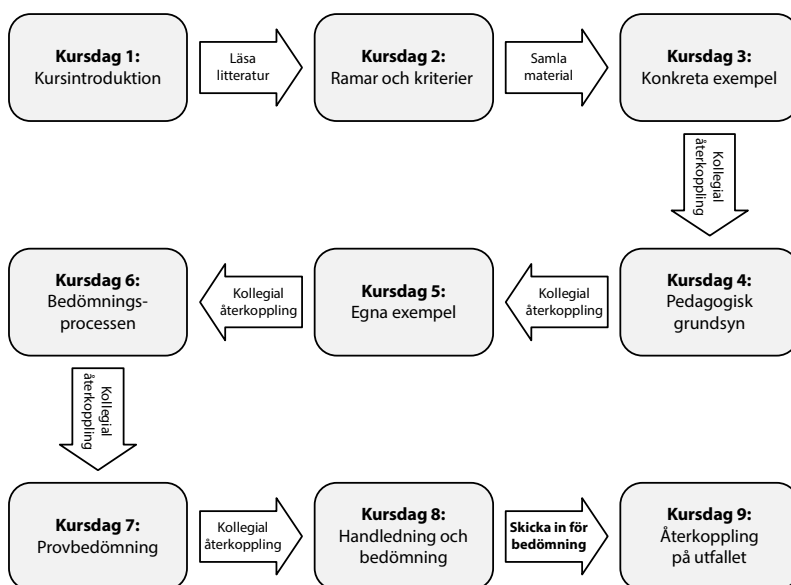 Kursdag 1:
Kursintroduktion
Läsa
litteratur
Kursdag 2:
Ramar och kriterier
Samla
material
Kursdag 3:
Konkreta exempel
Kollegial
återkoppling
Kursdag 4:
Pedagogisk
grundsyn
Kollegial
återkoppling
Kursdag 5:
Egna exempel
Kollegial
återkoppling
Kursdag 6:
Bedömnings-
processen
Kollegial
återkoppling
Kursdag 7:
Provbedömning
Kollegial
återkoppling
Kursdag 8:
Handledning och
bedömning
Skicka in för
bedömning
Kursdag 9:
Återkoppling
på utfallet